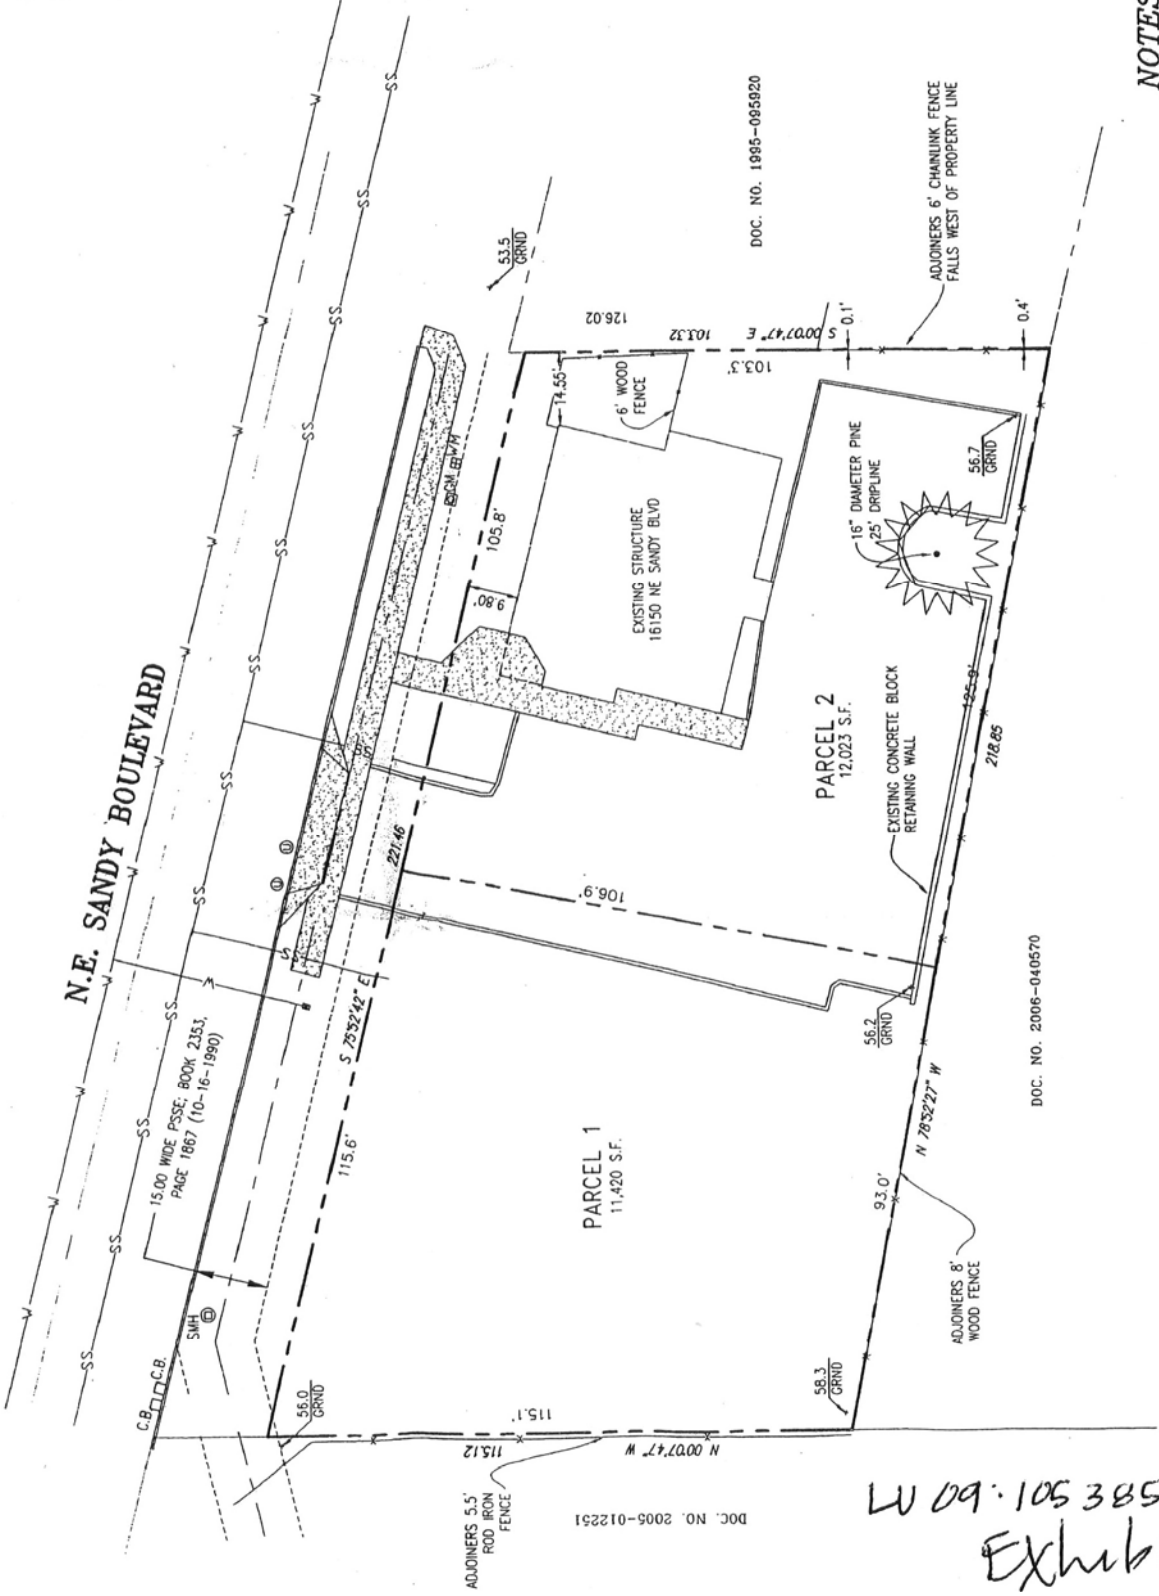 NOTES
N.E. SANDY BOULEVARD
W
SS
15.00 WIDE PSSE; BOOK 2353,
PAGE 1867 (10-16-1990)
SMH
C.B.
C.B.
S
S
S
S
W
U
U
GM
WM
53.5
GRND
DOC. NO. 1995-095920
ADJOINERS 6' CHAINLINK FENCE
FALLS WEST OF PROPERTY LINE
126.02
103.32
S 00°07'47" E
103.3'
0.1'
0.4'
14.55'
6' WOOD
FENCE
105.8'
9.80'
EXISTING STRUCTURE
16150 NE SANDY BLVD
16" DIAMETER PINE
25' DRIPLINE
56.7
GRND
PARCEL 2
12,023 S.F.
EXISTING CONCRETE BLOCK
RETAINING WALL
125.9'
218.85
221.46
106.9'
S 75°52'42" E
115.6'
56.2
GRND
N 78°52'27" W
DOC. NO. 2006-040570
PARCEL 1
11,420 S.F.
93.0'
ADJOINERS 8'
WOOD FENCE
58.3
GRND
56.0
GRND
115.1'
115.12
N 00°07'47" W
ADJOINERS 5.5'
ROD IRON
FENCE
DOC. NO. 2005-012251
LU 09-105385
Exhib